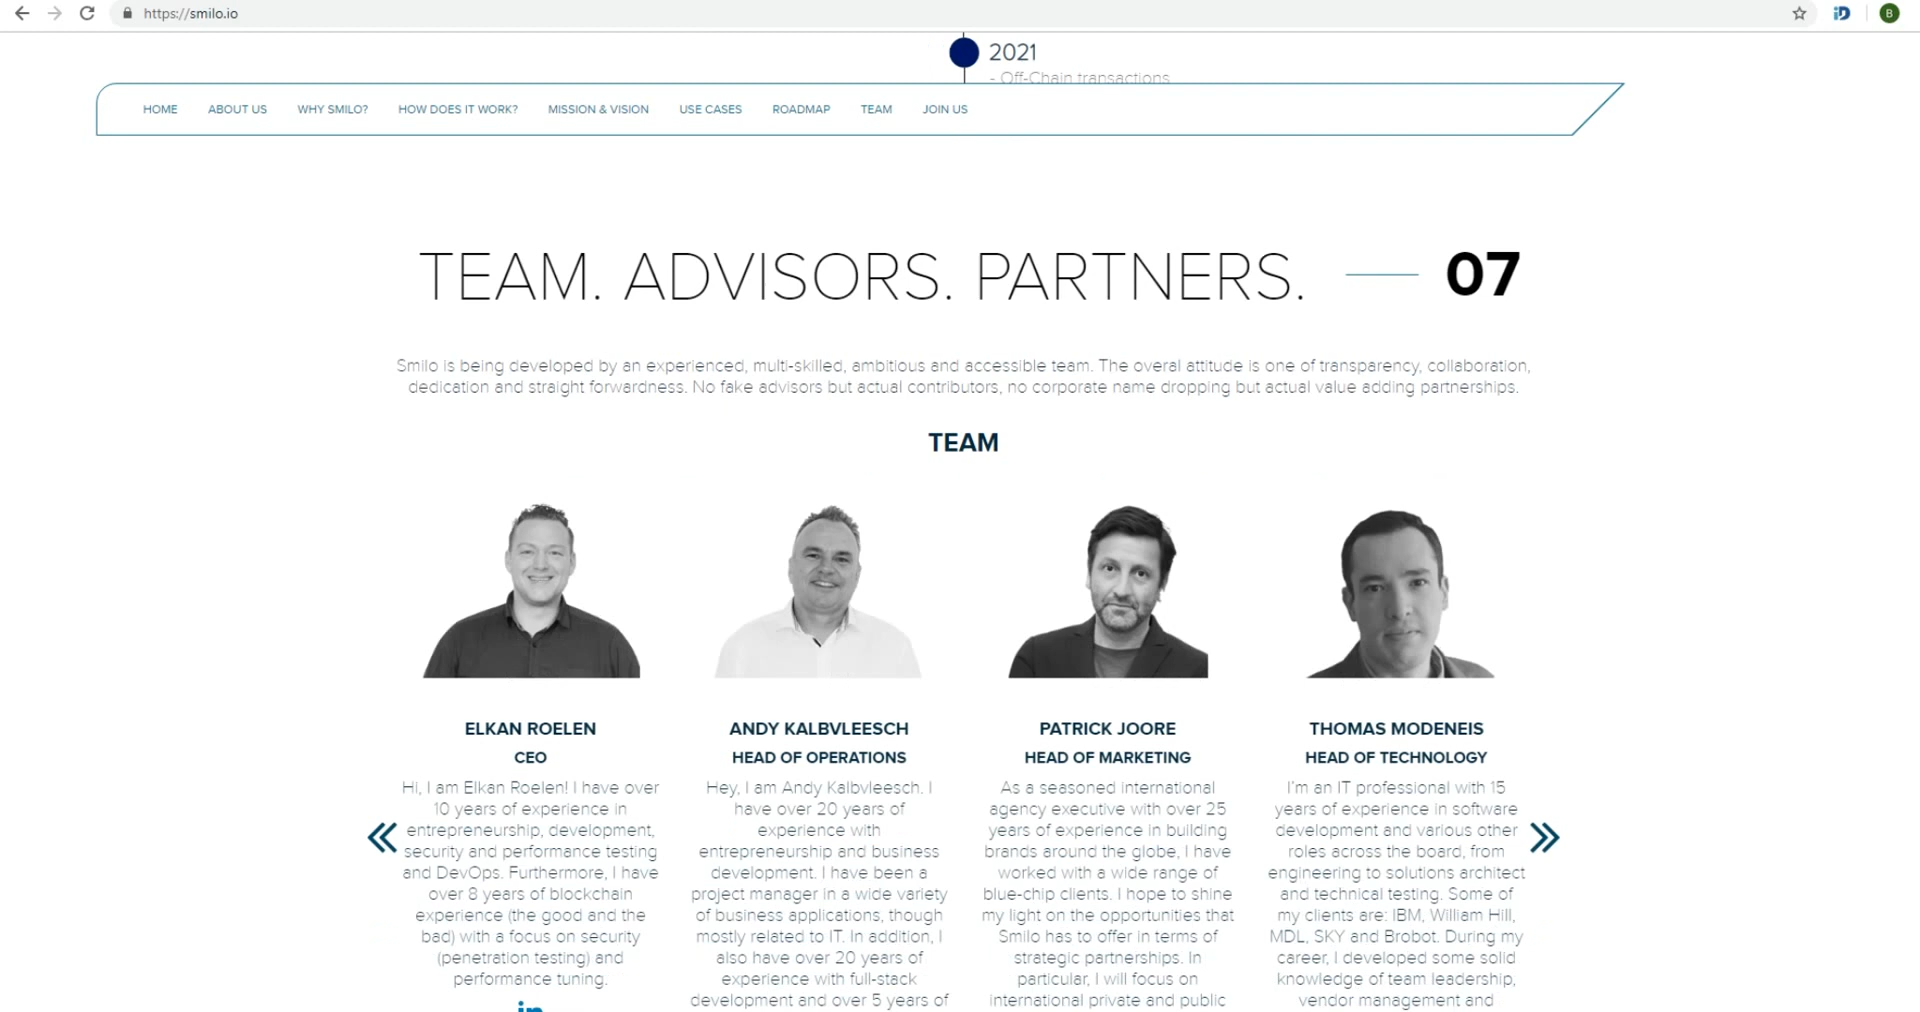 https://smilo.io
B
2021
- Off-Chain transactions
HOME ABOUT US WHY SMILO? HOW DOES IT WORK? MISSION & VISION USE CASES ROADMAP TEAM JOIN US
TEAM. ADVISORS. PARTNERS. 07
Smilo is being developed by an experienced, multi-skilled, ambitious and accessible team. The overal attitude is one of transparency, collaboration,
dedication and straight forwardness. No fake advisors but actual contributors, no corporate name dropping but actual value adding partnerships.
TEAM
ELKAN ROELEN
CEO
Hi, I am Elkan Roelen! I have over
10 years of experience in
entrepreneurship, development,
security and performance testing
and DevOps. Furthermore, I have
over 8 years of blockchain
experience (the good and the
bad) with a focus on security
(penetration testing) and
performance tuning.
in
ANDY KALBVLEESCH
HEAD OF OPERATIONS
Hey, I am Andy Kalbvleesch. I
have over 20 years of
experience with
entrepreneurship and business
development. I have been a
project manager in a wide variety
of business applications, though
mostly related to IT. In addition, I
also have over 20 years of
experience with full-stack
development and over 5 years of
PATRICK JOORE
HEAD OF MARKETING
As a seasoned international
agency executive with over 25
years of experience in building
brands around the globe, I have
worked with a wide range of
blue-chip clients. I hope to shine
my light on the opportunities that
Smilo has to offer in terms of
strategic partnerships. In
particular, I will focus on
international private and public
THOMAS MODENEIS
HEAD OF TECHNOLOGY
I'm an IT professional with 15
years of experience in software
development and various other
roles across the board, from
engineering to solutions architect
and technical testing. Some of
my clients are: IBM, William Hill,
MDL, SKY and Brobot. During my
career, I developed some solid
knowledge of team leadership,
vendor management and